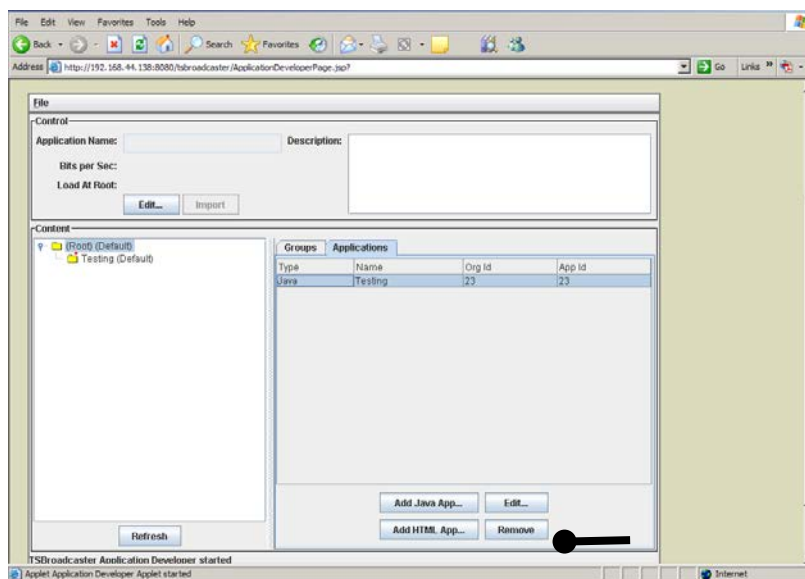 File Edit View Favorites Tools Help
Back Search Favorites
Address http://192.168.44.138:8080/tsbroadcaster/ApplicationDeveloperPage.jsp? Go Links »
File
Control
Application Name: Description:
Bits per Sec:
Load At Root:
Edit... Import
Content
(Root) (Default)
Testing (Default)
Groups Applications
Type Name Org Id App Id
Java Testing 23 23
Add Java App... Edit...
Add HTML App... Remove
Refresh
TSBroadcaster Application Developer started
Applet Application Developer Applet started Internet